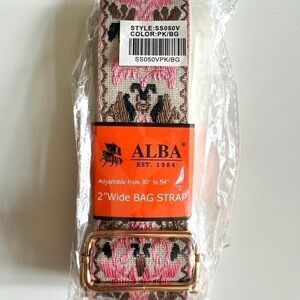 STYLE:SS050V
COLOR:PK/BG
SS050VPK/BG
ALBA®
EST. 1984
Adjustable from 30" to 54"
2"Wide BAG STRAP